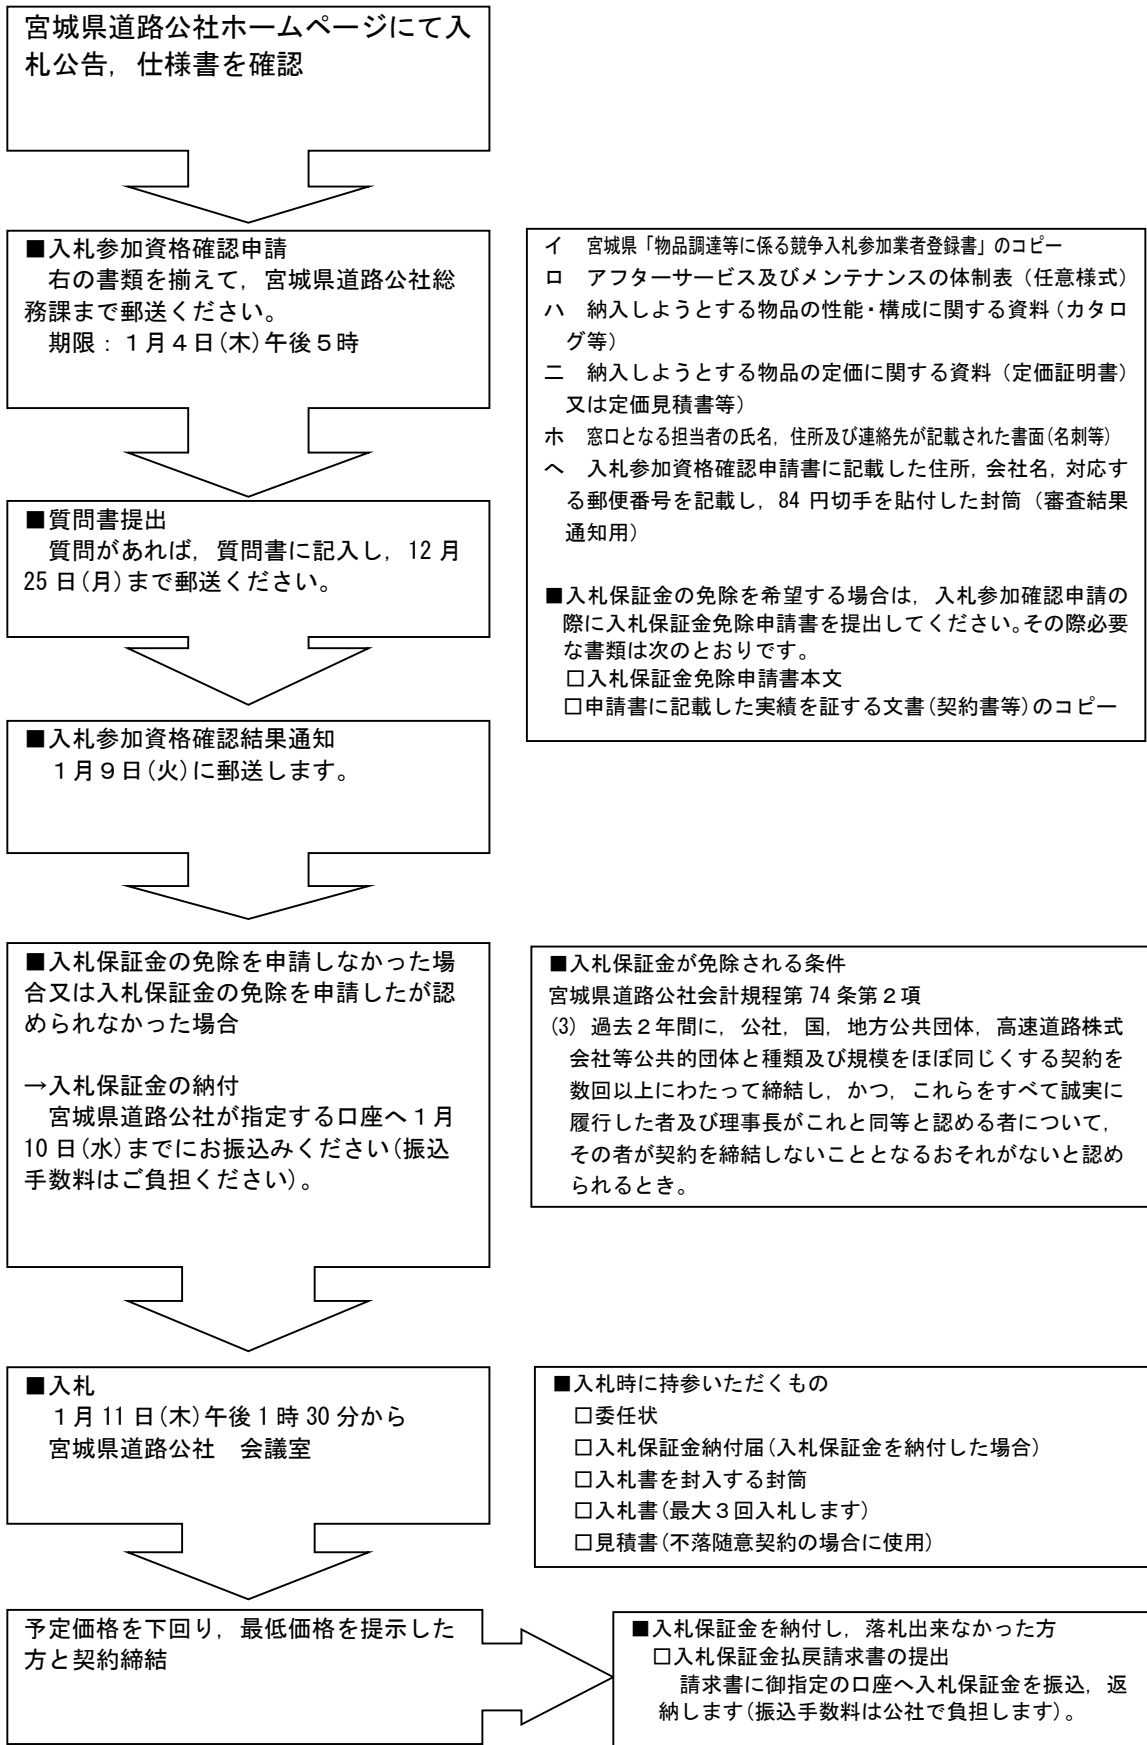 宮城県道路公社ホームページにて入
札公告，仕様書を確認
■入札参加資格確認申請
右の書類を揃えて，宮城県道路公社総
務課まで郵送ください。
期限：１月４日(木)午後５時
イ　宮城県「物品調達等に係る競争入札参加業者登録書」のコピー
ロ　アフターサービス及びメンテナンスの体制表（任意様式）
ハ　納入しようとする物品の性能・構成に関する資料（カタロ
グ等）
ニ　納入しようとする物品の定価に関する資料（定価証明書）
又は定価見積書等）
ホ　窓口となる担当者の氏名，住所及び連絡先が記載された書面(名刺等)
ヘ　入札参加資格確認申請書に記載した住所，会社名，対応す
る郵便番号を記載し，84 円切手を貼付した封筒（審査結果
通知用）
■入札保証金の免除を希望する場合は，入札参加確認申請の
際に入札保証金免除申請書を提出してください。その際必要
な書類は次のとおりです。
□入札保証金免除申請書本文
□申請書に記載した実績を証する文書(契約書等)のコピー
■質問書提出
質問があれば，質問書に記入し，12 月
25 日(月)まで郵送ください。
■入札参加資格確認結果通知
１月９日(火)に郵送します。
■入札保証金の免除を申請しなかった場
合又は入札保証金の免除を申請したが認
められなかった場合
→入札保証金の納付
宮城県道路公社が指定する口座へ１月
10 日(水)までにお振込みください(振込
手数料はご負担ください)。
■入札保証金が免除される条件
宮城県道路公社会計規程第 74 条第２項
(3) 過去２年間に，公社，国，地方公共団体，高速道路株式
会社等公共的団体と種類及び規模をほぼ同じくする契約を
数回以上にわたって締結し，かつ，これらをすべて誠実に
履行した者及び理事長がこれと同等と認める者について，
その者が契約を締結しないこととなるおそれがないと認め
られるとき。
■入札
１月 11 日(木)午後 1 時 30 分から
宮城県道路公社　会議室
■入札時に持参いただくもの
□委任状
□入札保証金納付届(入札保証金を納付した場合)
□入札書を封入する封筒
□入札書(最大３回入札します)
□見積書(不落随意契約の場合に使用)
予定価格を下回り，最低価格を提示した
方と契約締結
■入札保証金を納付し，落札出来なかった方
□入札保証金払戻請求書の提出
請求書に御指定の口座へ入札保証金を振込，返
納します(振込手数料は公社で負担します)。